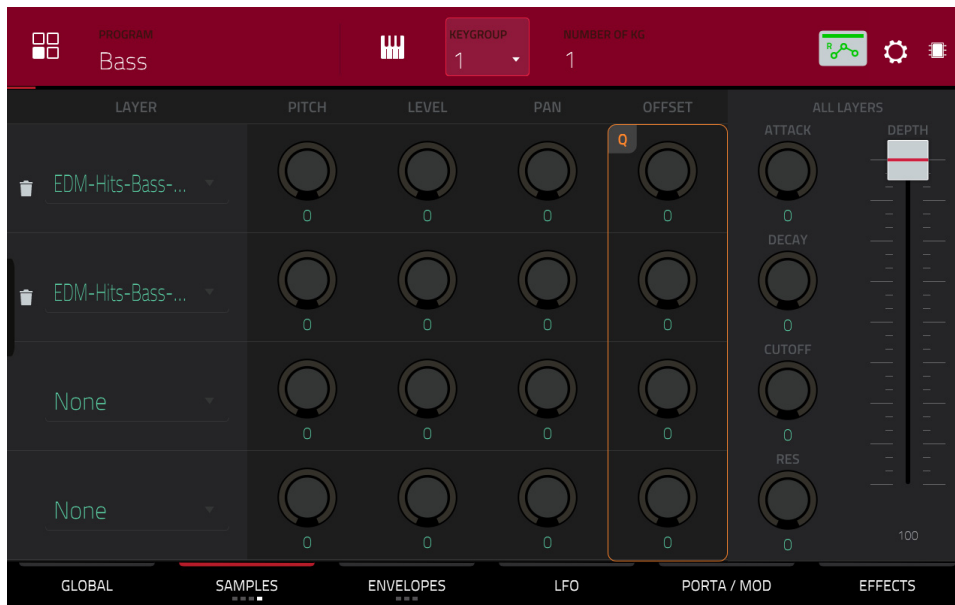 PROGRAM
Bass
KEYGROUP
1
NUMBER OF KG
1
R
LAYER PITCH LEVEL PAN OFFSET ALL LAYERS
ATTACK DEPTH
Q
EDM-Hits-Bass-...
0 0 0 0 0
DECAY
EDM-Hits-Bass-...
0 0 0 0 0
CUTOFF
None
0 0 0 0 0
RES
None
0 0 0 0 0
100
GLOBAL SAMPLES ENVELOPES LFO PORTA / MOD EFFECTS